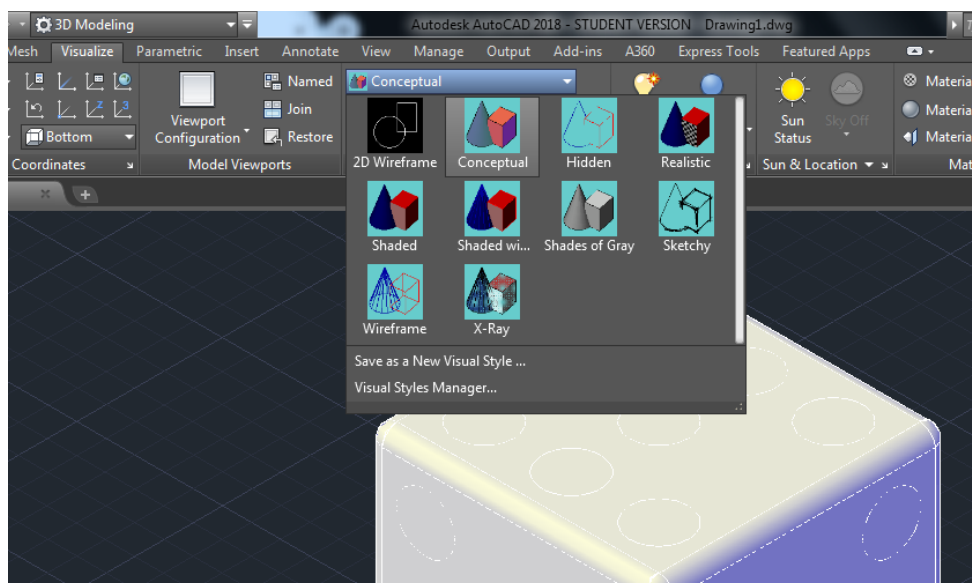 3D Modeling
Autodesk AutoCAD 2018 - STUDENT VERSION Drawing1.dwg
Mesh Visualize Parametric Insert Annotate View Manage Output Add-ins A360 Express Tools Featured Apps
Named
Conceptual
Join
Viewport
Configuration
Restore
Bottom
Sun
Status
Sky Off
Coordinates
Model Viewports
Sun & Location
2D Wireframe Conceptual Hidden Realistic
Shaded Shaded wi... Shades of Gray Sketchy
Wireframe X-Ray
Save as a New Visual Style ...
Visual Styles Manager...